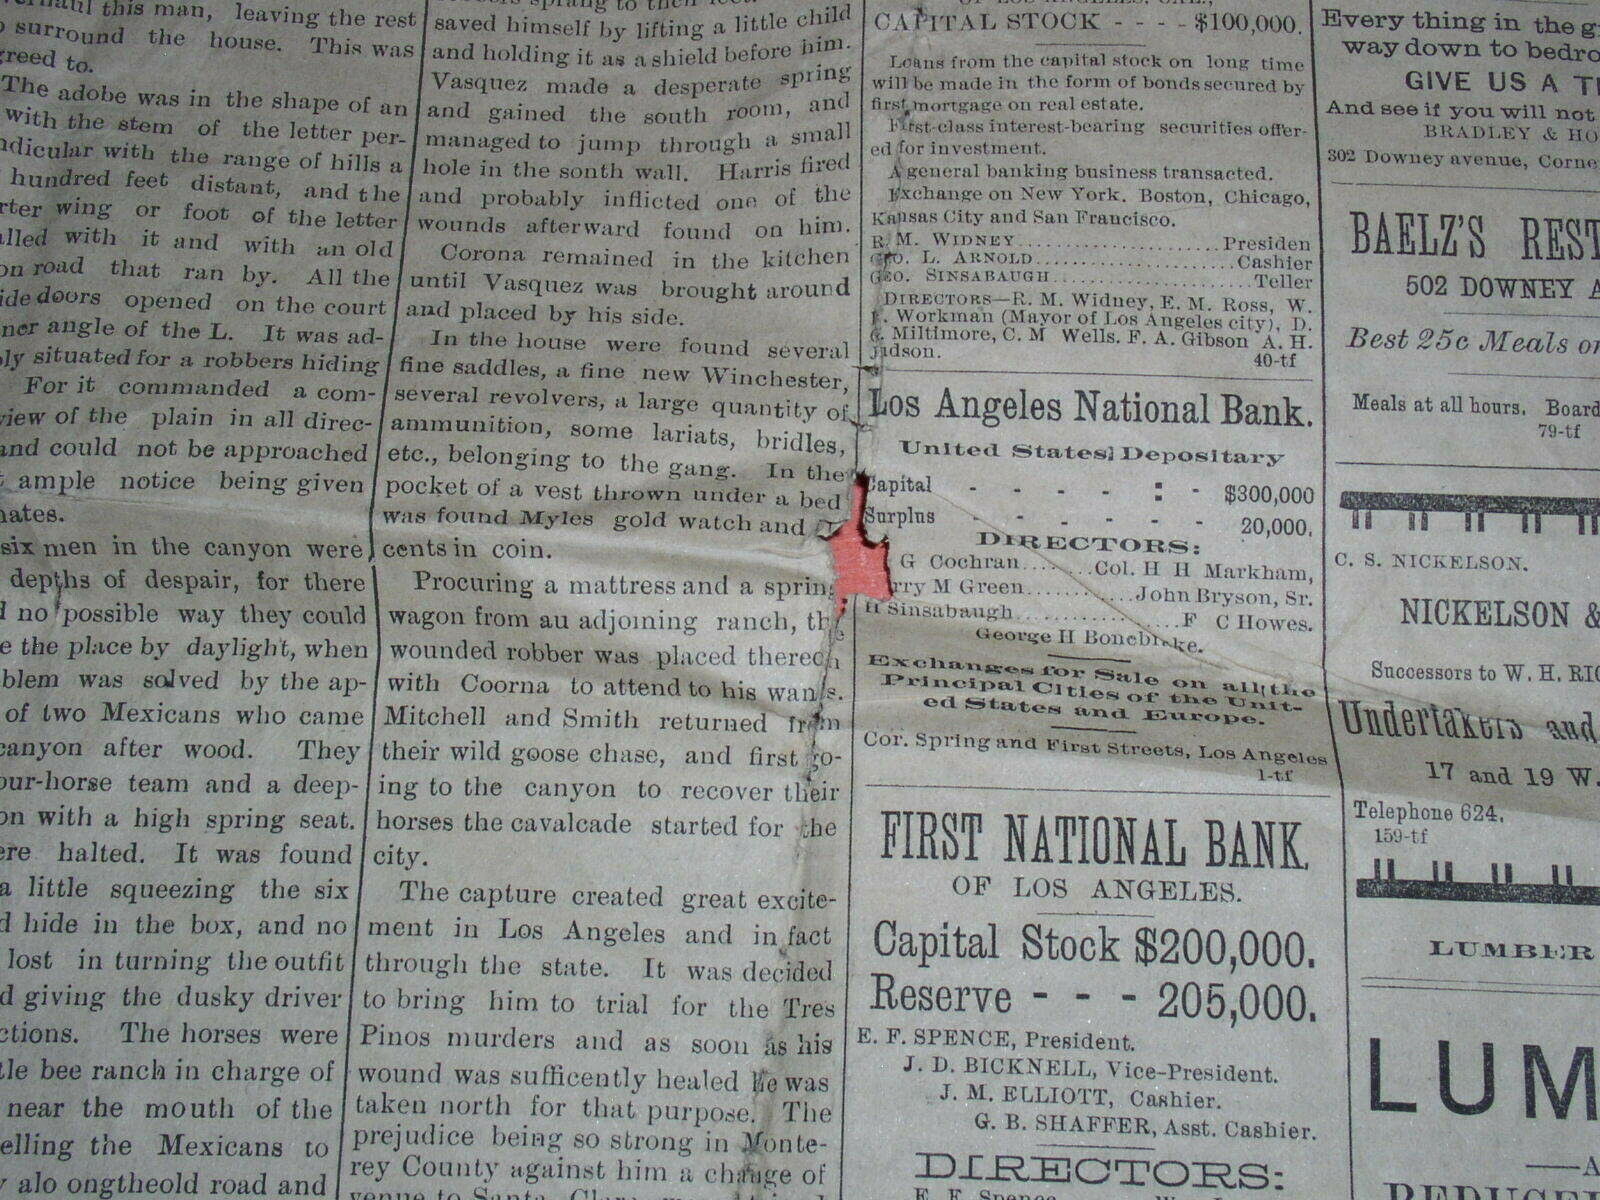 this man, leaving the rest
surround the house. This was
greed to.
The adobe was in the shape of an
with the stem of the letter per-
ndicular with the range of hills a
hundred feet distant, and the
rter wing or foot of the letter
alled with it and with an old
on road that ran by. All the
ide doors opened on the court
ner angle of the L. It was ad-
bly situated for a robbers hiding
For it commanded a com-
view of the plain in all direc-
and could not be approached
ample notice being given
nates.
six men in the canyon were
depths of despair, for there
no possible way they could
e the place by daylight, when
blem was solved by the ap-
of two Mexicans who came
canyon after wood. They
our-horse team and a deep-
on with a high spring seat.
ere halted. It was found
a little squeezing the six
d hide in the box, and no
lost in turning the outfit
d giving the dusky driver
ctions. The horses were
tle bee ranch in charge of
near the mouth of the
elling the Mexicans to
alo ongtheold road and
sprang to their
saved himself by lifting a little child
and holding it as a shield before him.
Vasquez made a desperate spring
and gained the south room, and
managed to jump through a small
hole in the sonth wall. Harris fired
and probably inflicted one of the
wounds afterward found on him.
Corona remained in the kitchen
until Vasquez was brought around
and placed by his side.
In the house were found several
fine saddles, a fine new Winchester,
several revolvers, a large quantity of
ammunition, some lariats, bridles,
etc., belonging to the gang. In the
pocket of a vest thrown under a bed
was found Myles gold watch and
cents in coin.
Procuring a mattress and a spring
wagon from au adjoining ranch, the
wounded robber was placed thereon
with Coorna to attend to his wants.
Mitchell and Smith returned from
their wild goose chase, and first go-
ing to the canyon to recover their
horses the cavalcade started for the
city.
The capture created great excite-
ment in Los Angeles and in fact
through the state. It was decided
to bring him to trial for the Tres
Pinos murders and as soon as his
wound was sufficently healed he was
taken north for that purpose. The
prejudice being so strong in Monte-
rey County against him a change of
venue to Santa Clara
OF LOS ANGELES, CAL.,
CAPITAL STOCK - - - - $100,000.
Loans from the capital stock on long time
will be made in the form of bonds secured by
first mortgage on real estate.
First-class interest-bearing securities offer-
ed for investment.
A general banking business transacted.
Exchange on New York. Boston, Chicago,
Kansas City and San Francisco.
R. M. WIDNEY....................Presiden
GEO. L. ARNOLD....................Cashier
GEO. SINSABAUGH....................Teller
DIRECTORS—R. M. Widney, E. M. Ross, W.
Workman (Mayor of Los Angeles city), D.
Miltimore, C. M Wells. F. A. Gibson A. H.
Judson. 40-tf
Los Angeles National Bank.
United States Depositary
Capital - - - - : - $300,000
Surplus - - - - - - 20,000,
DIRECTORS:
G Cochran........Col. H H Markham,
Perry M Green............John Bryson, Sr.
H Sinsabaugh....................F C Howes.
George H Bonebrake.
Exchanges for Sale on all the
Principal Cities of the Unit-
ed States and Europe.
Cor. Spring and First Streets, Los Angeles
1-tf
FIRST NATIONAL BANK
OF LOS ANGELES.
Capital Stock $200,000.
Reserve - - - 205,000.
E. F. SPENCE, President.
J. D. BICKNELL, Vice-President.
J. M. ELLIOTT, Cashier.
G. B. SHAFFER, Asst. Cashier.
DIRECTORS:
E. F. Spence
Every thing in the g
way down to bedro
GIVE US A T
And see if you will not
BRADLEY & HO
302 Downey avenue, Corne
BAELZ'S REST
502 DOWNEY A
Best 25c Meals on
Meals at all hours. Board
79-tf
C. S. NICKELSON.
NICKELSON &
Successors to W. H. RI
Undertakers and
17 and 19 W.
Telephone 624.
159-tf
LUMBER
LUM
—A
REDUCED